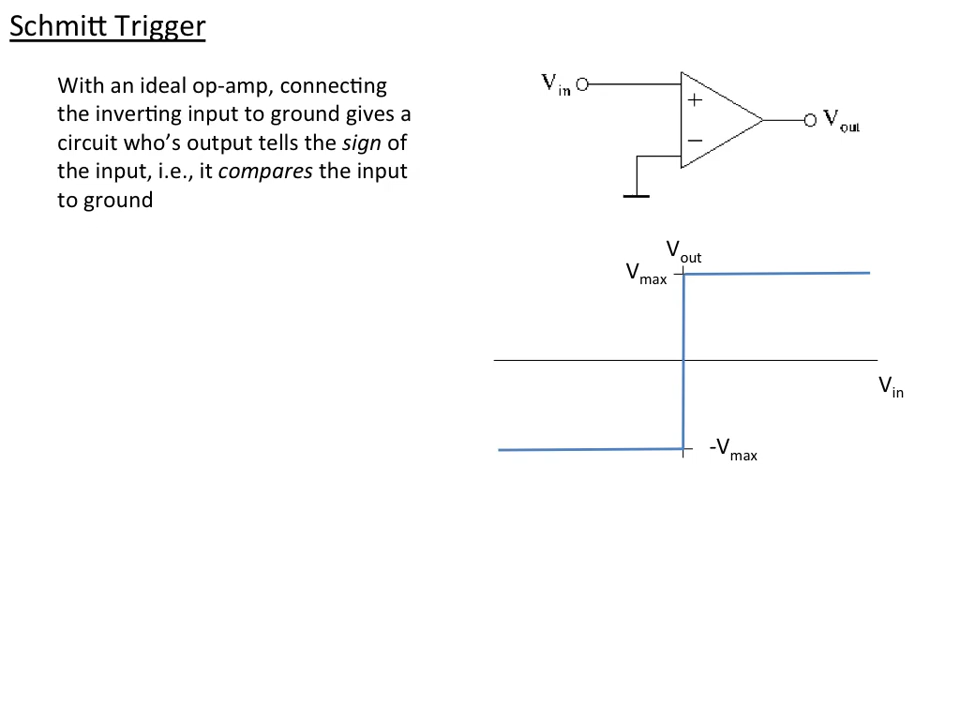 Schmitt Trigger
With an ideal op-amp, connecting
the inverting input to ground gives a
circuit who's output tells the sign of
the input, i.e., it compares the input
to ground
Vin
+
−
Vout
Vout
Vmax
Vin
-Vmax